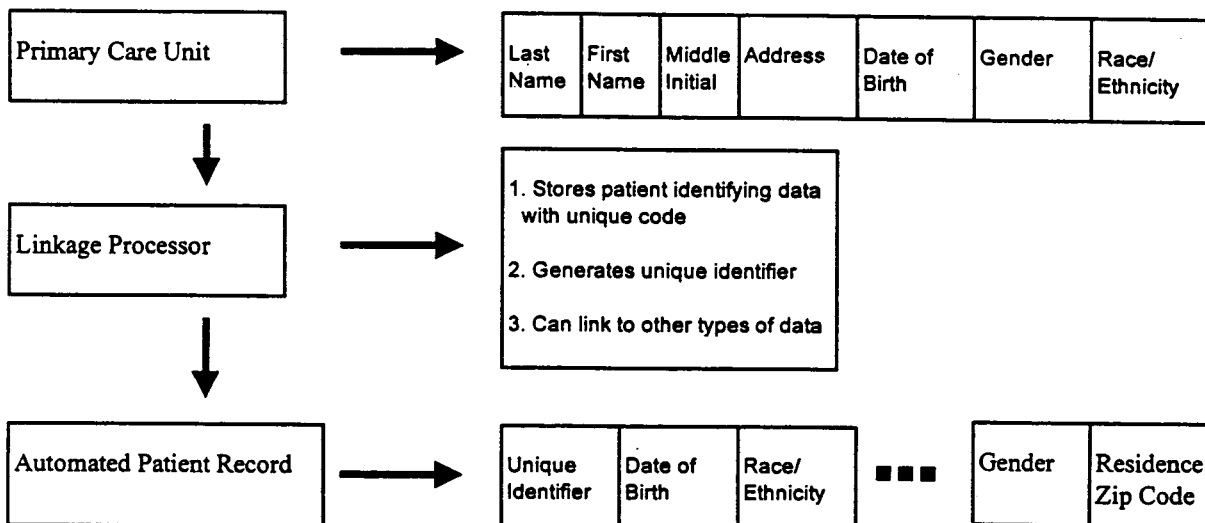 Primary Care Unit
Last Name
First Name
Middle Initial
Address
Date of Birth
Gender
Race/
Ethnicity
Linkage Processor
1. Stores patient identifying data
with unique code
2. Generates unique identifier
3. Can link to other types of data
Automated Patient Record
Unique
Identifier
Date of
Birth
Race/
Ethnicity
Gender
Residence
Zip Code